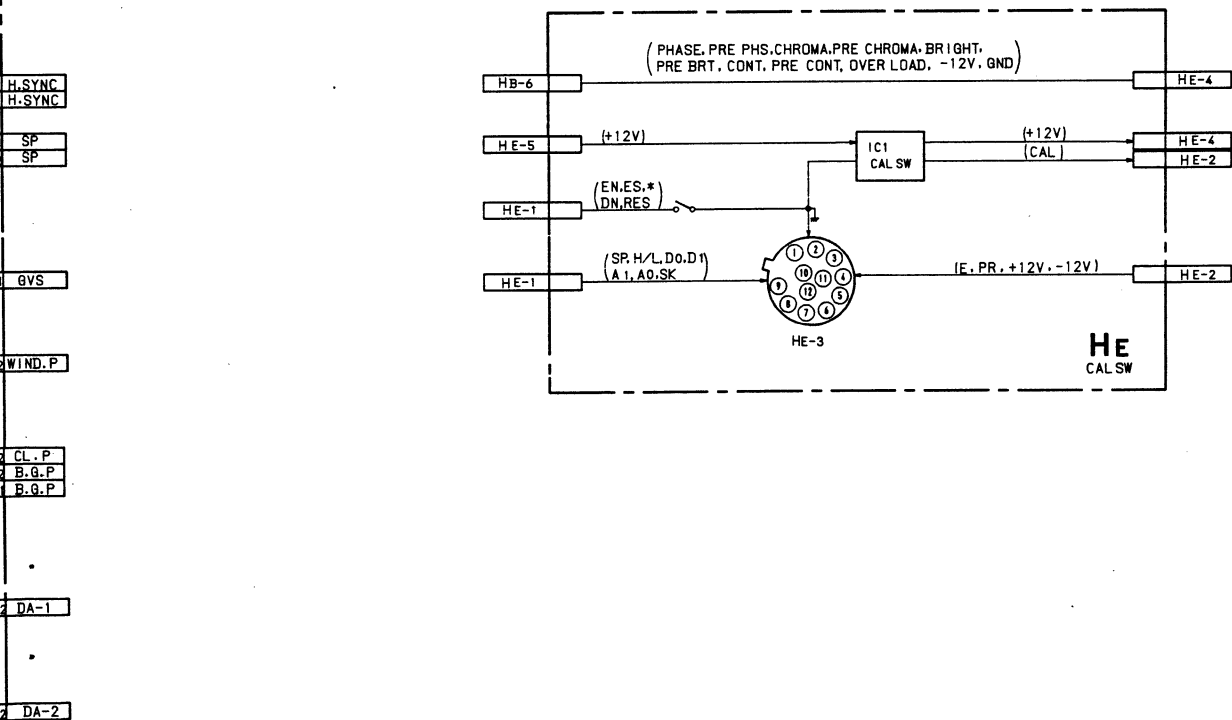 H.SYNC
H.SYNC
SP
SP
GVS
WIND.P
CL.P
B.G.P
B.G.P
2 DA-1
2 DA-2
(PHASE. PRE PHS.CHROMA.PRE CHROMA.BRIGHT.
PRE BRT. CONT. PRE CONT, OVER LOAD. -12V. GND)
HB-6
HE-4
HE-5
(+12V)
IC1
CAL SW
(+12V)
HE-4
(CAL)
HE-2
HE-1
(EN.ES.*
DN,RES)
HE-1
(SP. H/L, D0.D1
A1, A0.SK)
1 2 3 4 5 6 7 8 9 10 11 12
HE-3
(E. PR. +12V. -12V)
HE-2
HE
CAL SW